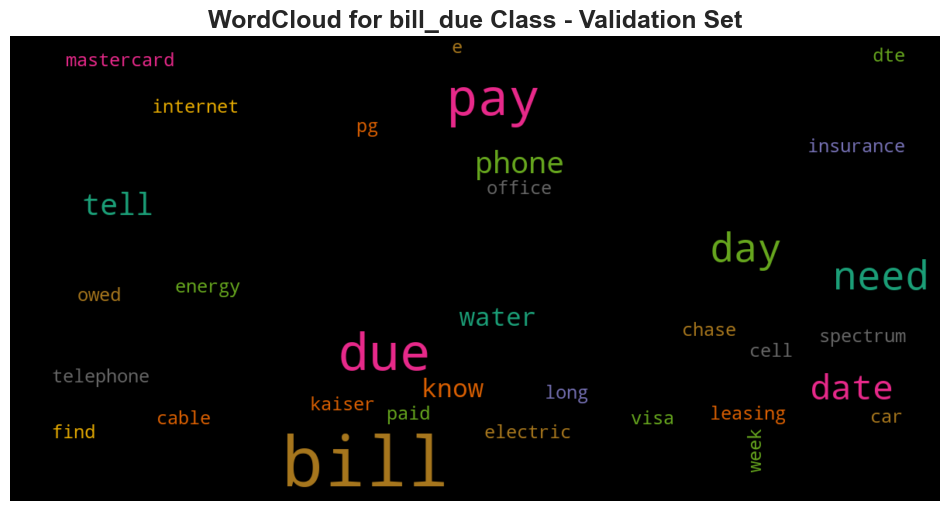 WordCloud for bill_due Class - Validation Set
e
mastercard
dte
pay
internet
pg
insurance
phone
office
tell
day
need
energy
owed
water
chase
spectrum
cell
due
telephone
know
date
long
kaiser
paid
cable
visa
leasing
car
find
electric
week
bill